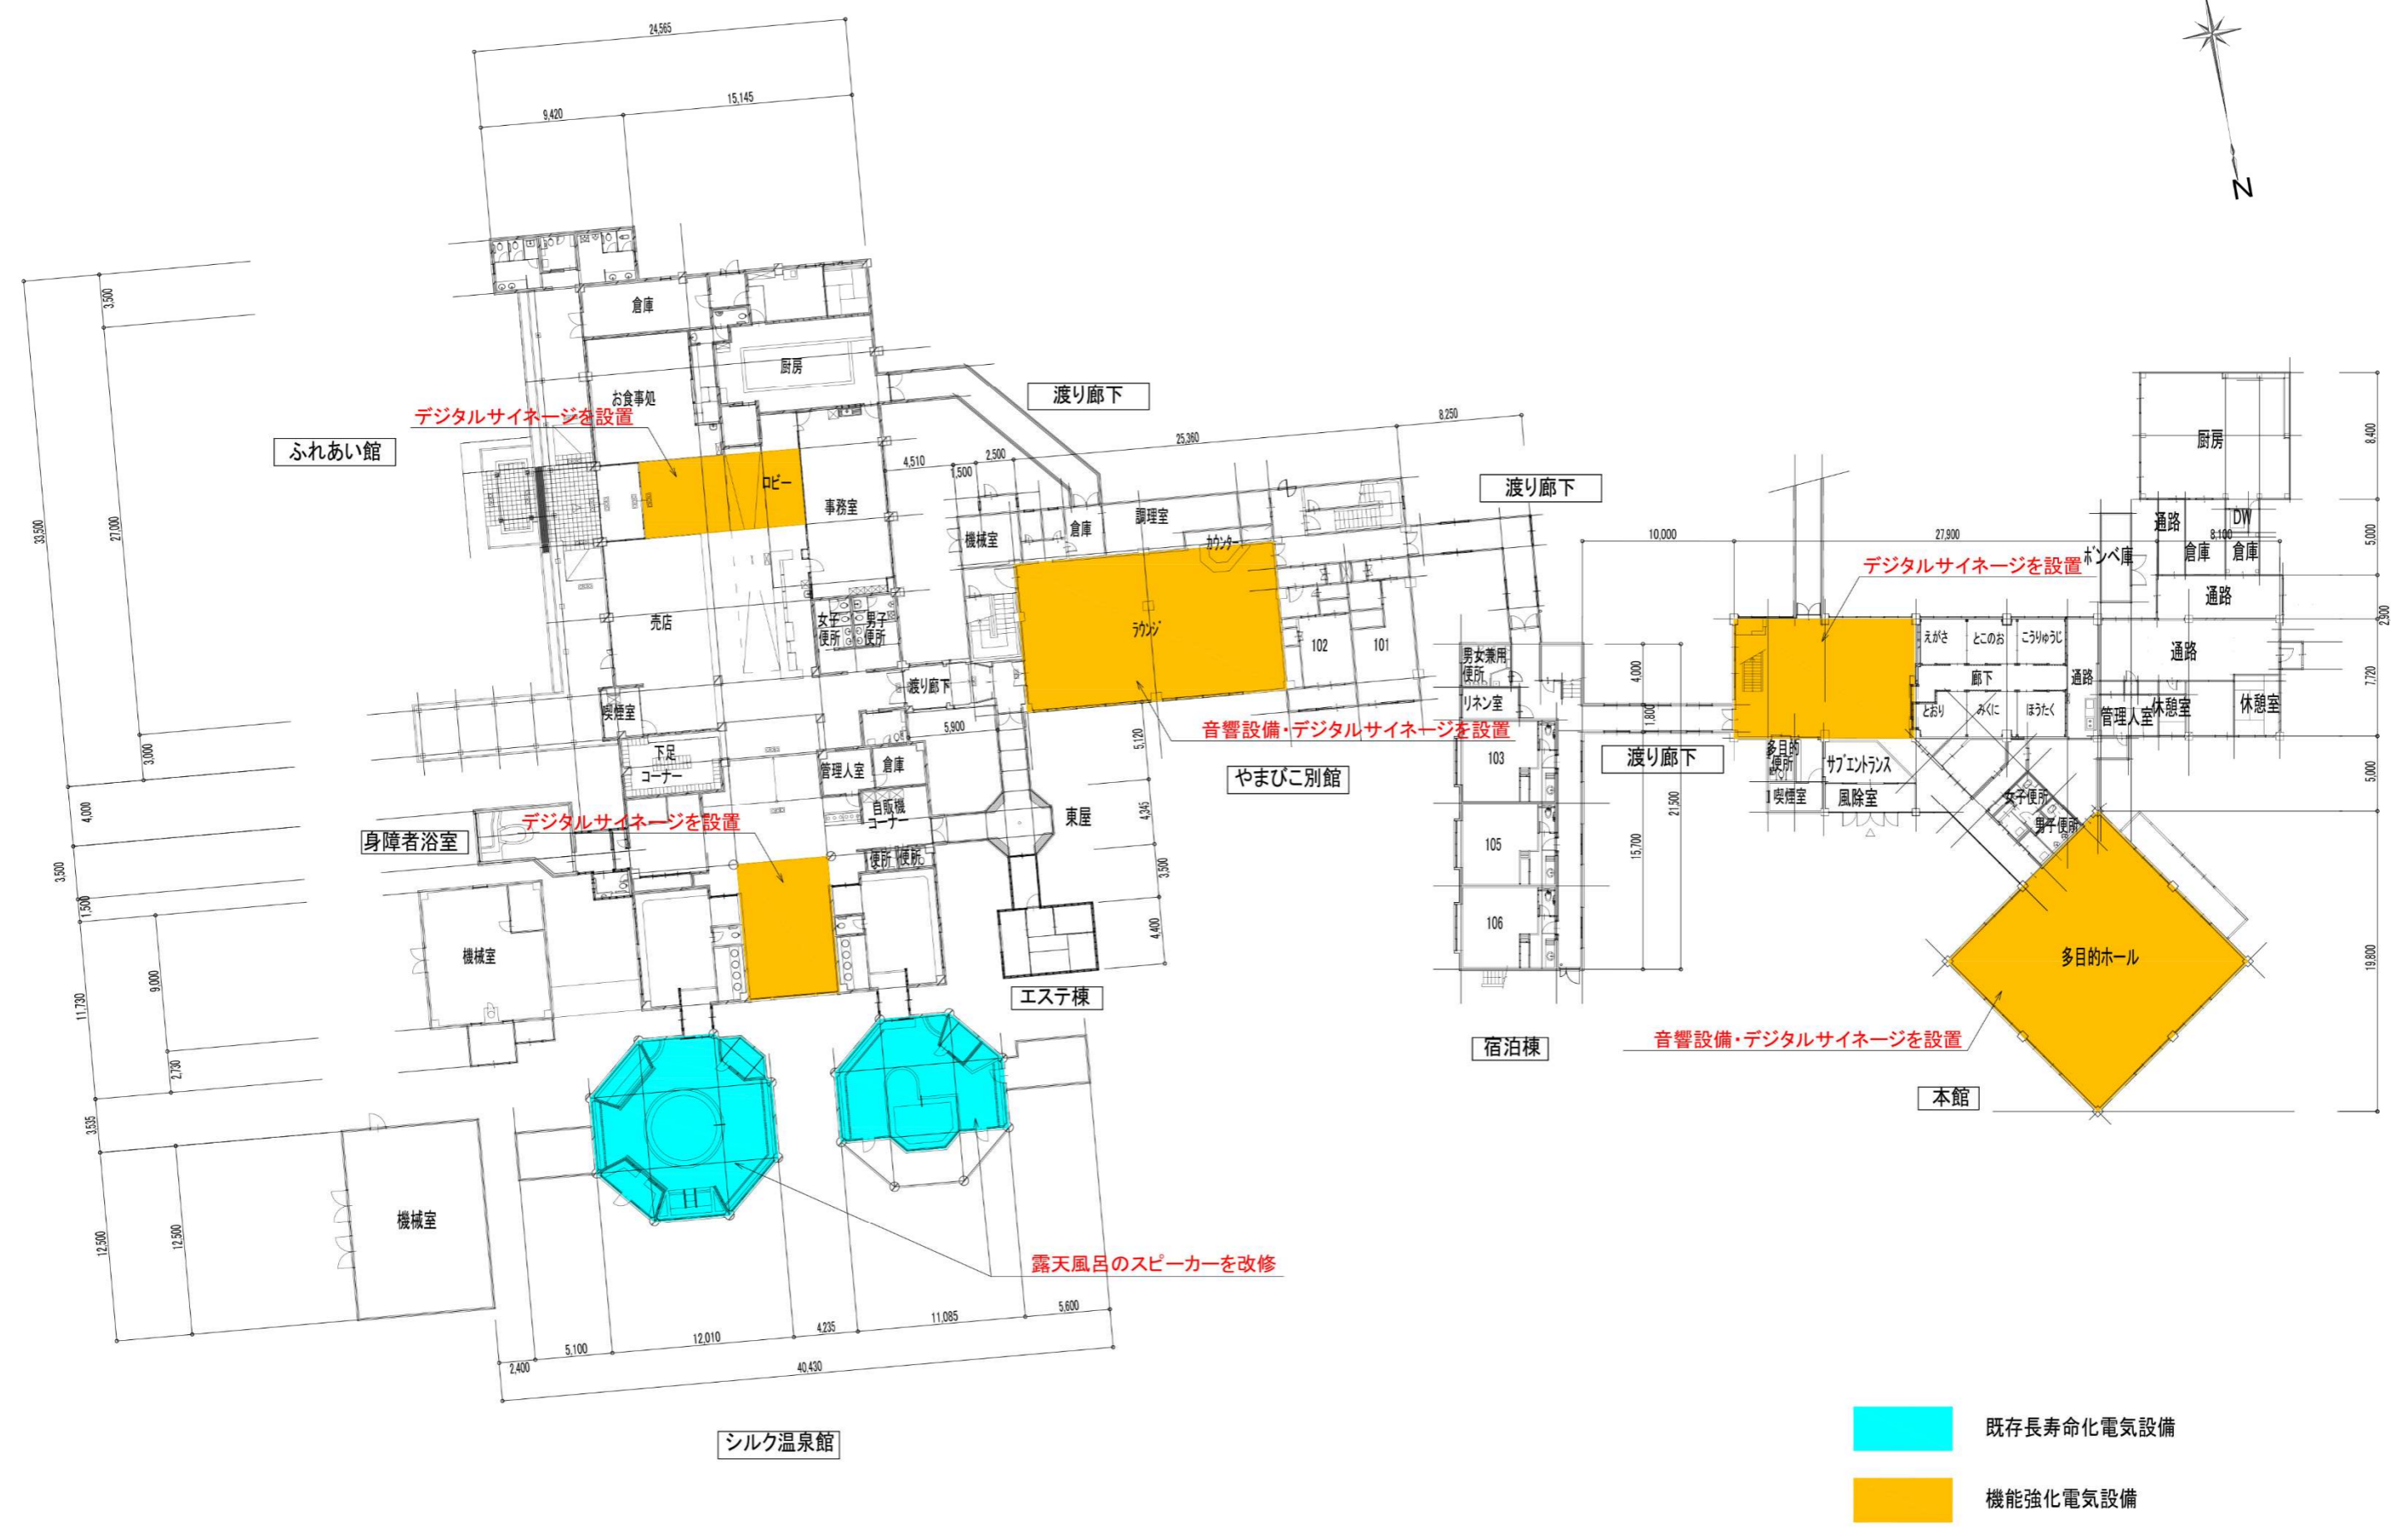 24,565
15,145
9,420
N
3,500
33,500
27,000
3,000
倉庫
厨房
お食事処
デジタルサイネージを設置
ふれあい館
ロビー
事務室
売店
女子
便所
男子
便所
喫煙室
下足
コーナー
渡り廊下
渡り廊下
8,250
25,360
4,510
2,500
1,500
機械室
倉庫
調理室
カウンター
ラウンジ
102
101
音響設備・デジタルサイネージを設置
やまびこ別館
5,900
5,120
4,245
3,500
4,400
管理人室
倉庫
自販機
コーナー
便所
便所
東屋
エステ棟
身障者浴室
デジタルサイネージを設置
4,000
3,500
1,500
11,730
9,000
2,730
3,535
12,500
12,500
機械室
機械室
露天風呂のスピーカーを改修
5,600
11,085
4,235
12,010
5,100
2,400
40,430
シルク温泉館
渡り廊下
男女兼用
便所
リネン室
103
105
106
宿泊棟
4,000
1,800
15,700
21,500
渡り廊下
10,000
27,900
8,100
デジタルサイネージを設置
厨房
通路
DW
倉庫
倉庫
ボンベ庫
通路
通路
えがさ
とこのお
こうりゅうじ
廊下
通路
とおり
みくに
ほうたく
管理人室
休憩室
休憩室
多目的
便所
喫煙室
サブエントランス
風除室
女子便所
男子便所
多目的ホール
音響設備・デジタルサイネージを設置
本館
8,400
5,000
2,900
7,720
5,000
19,800
既存長寿命化電気設備
機能強化電気設備